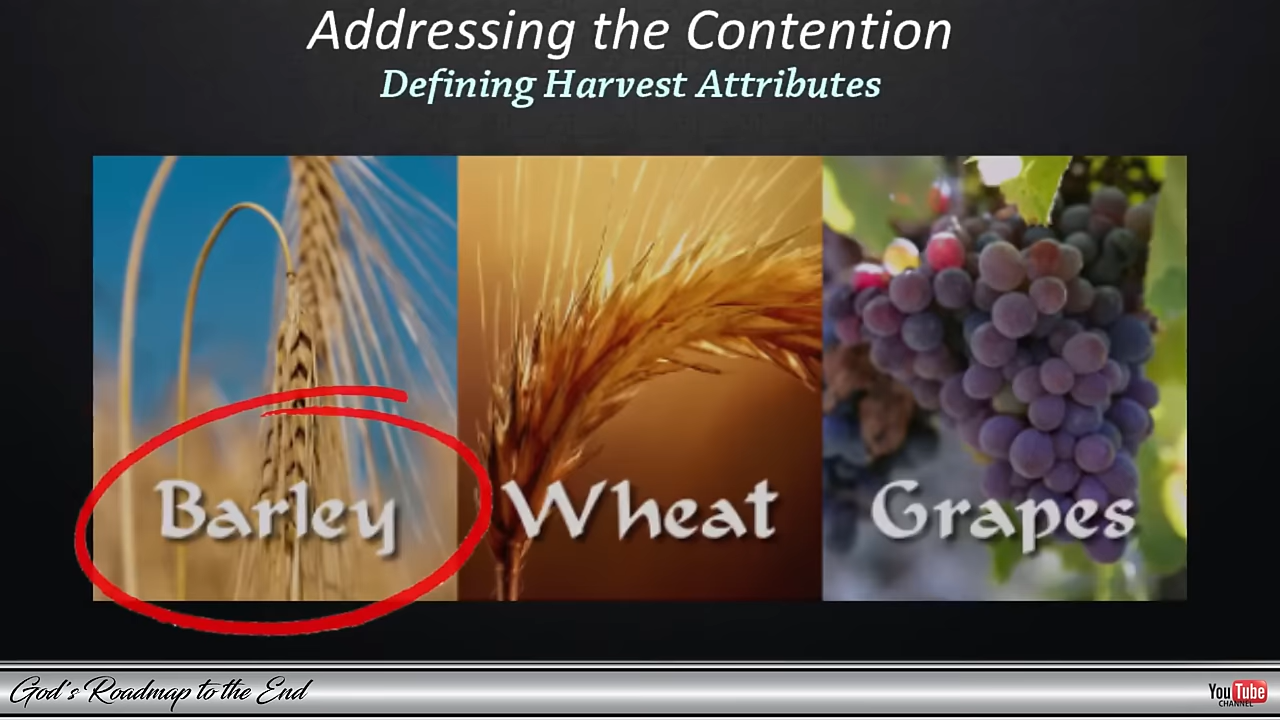 Addressing the Contention
Defining Harvest Attributes
Barley
Wheat
Grapes
God's Roadmap to the End
YouTube
CHANNEL